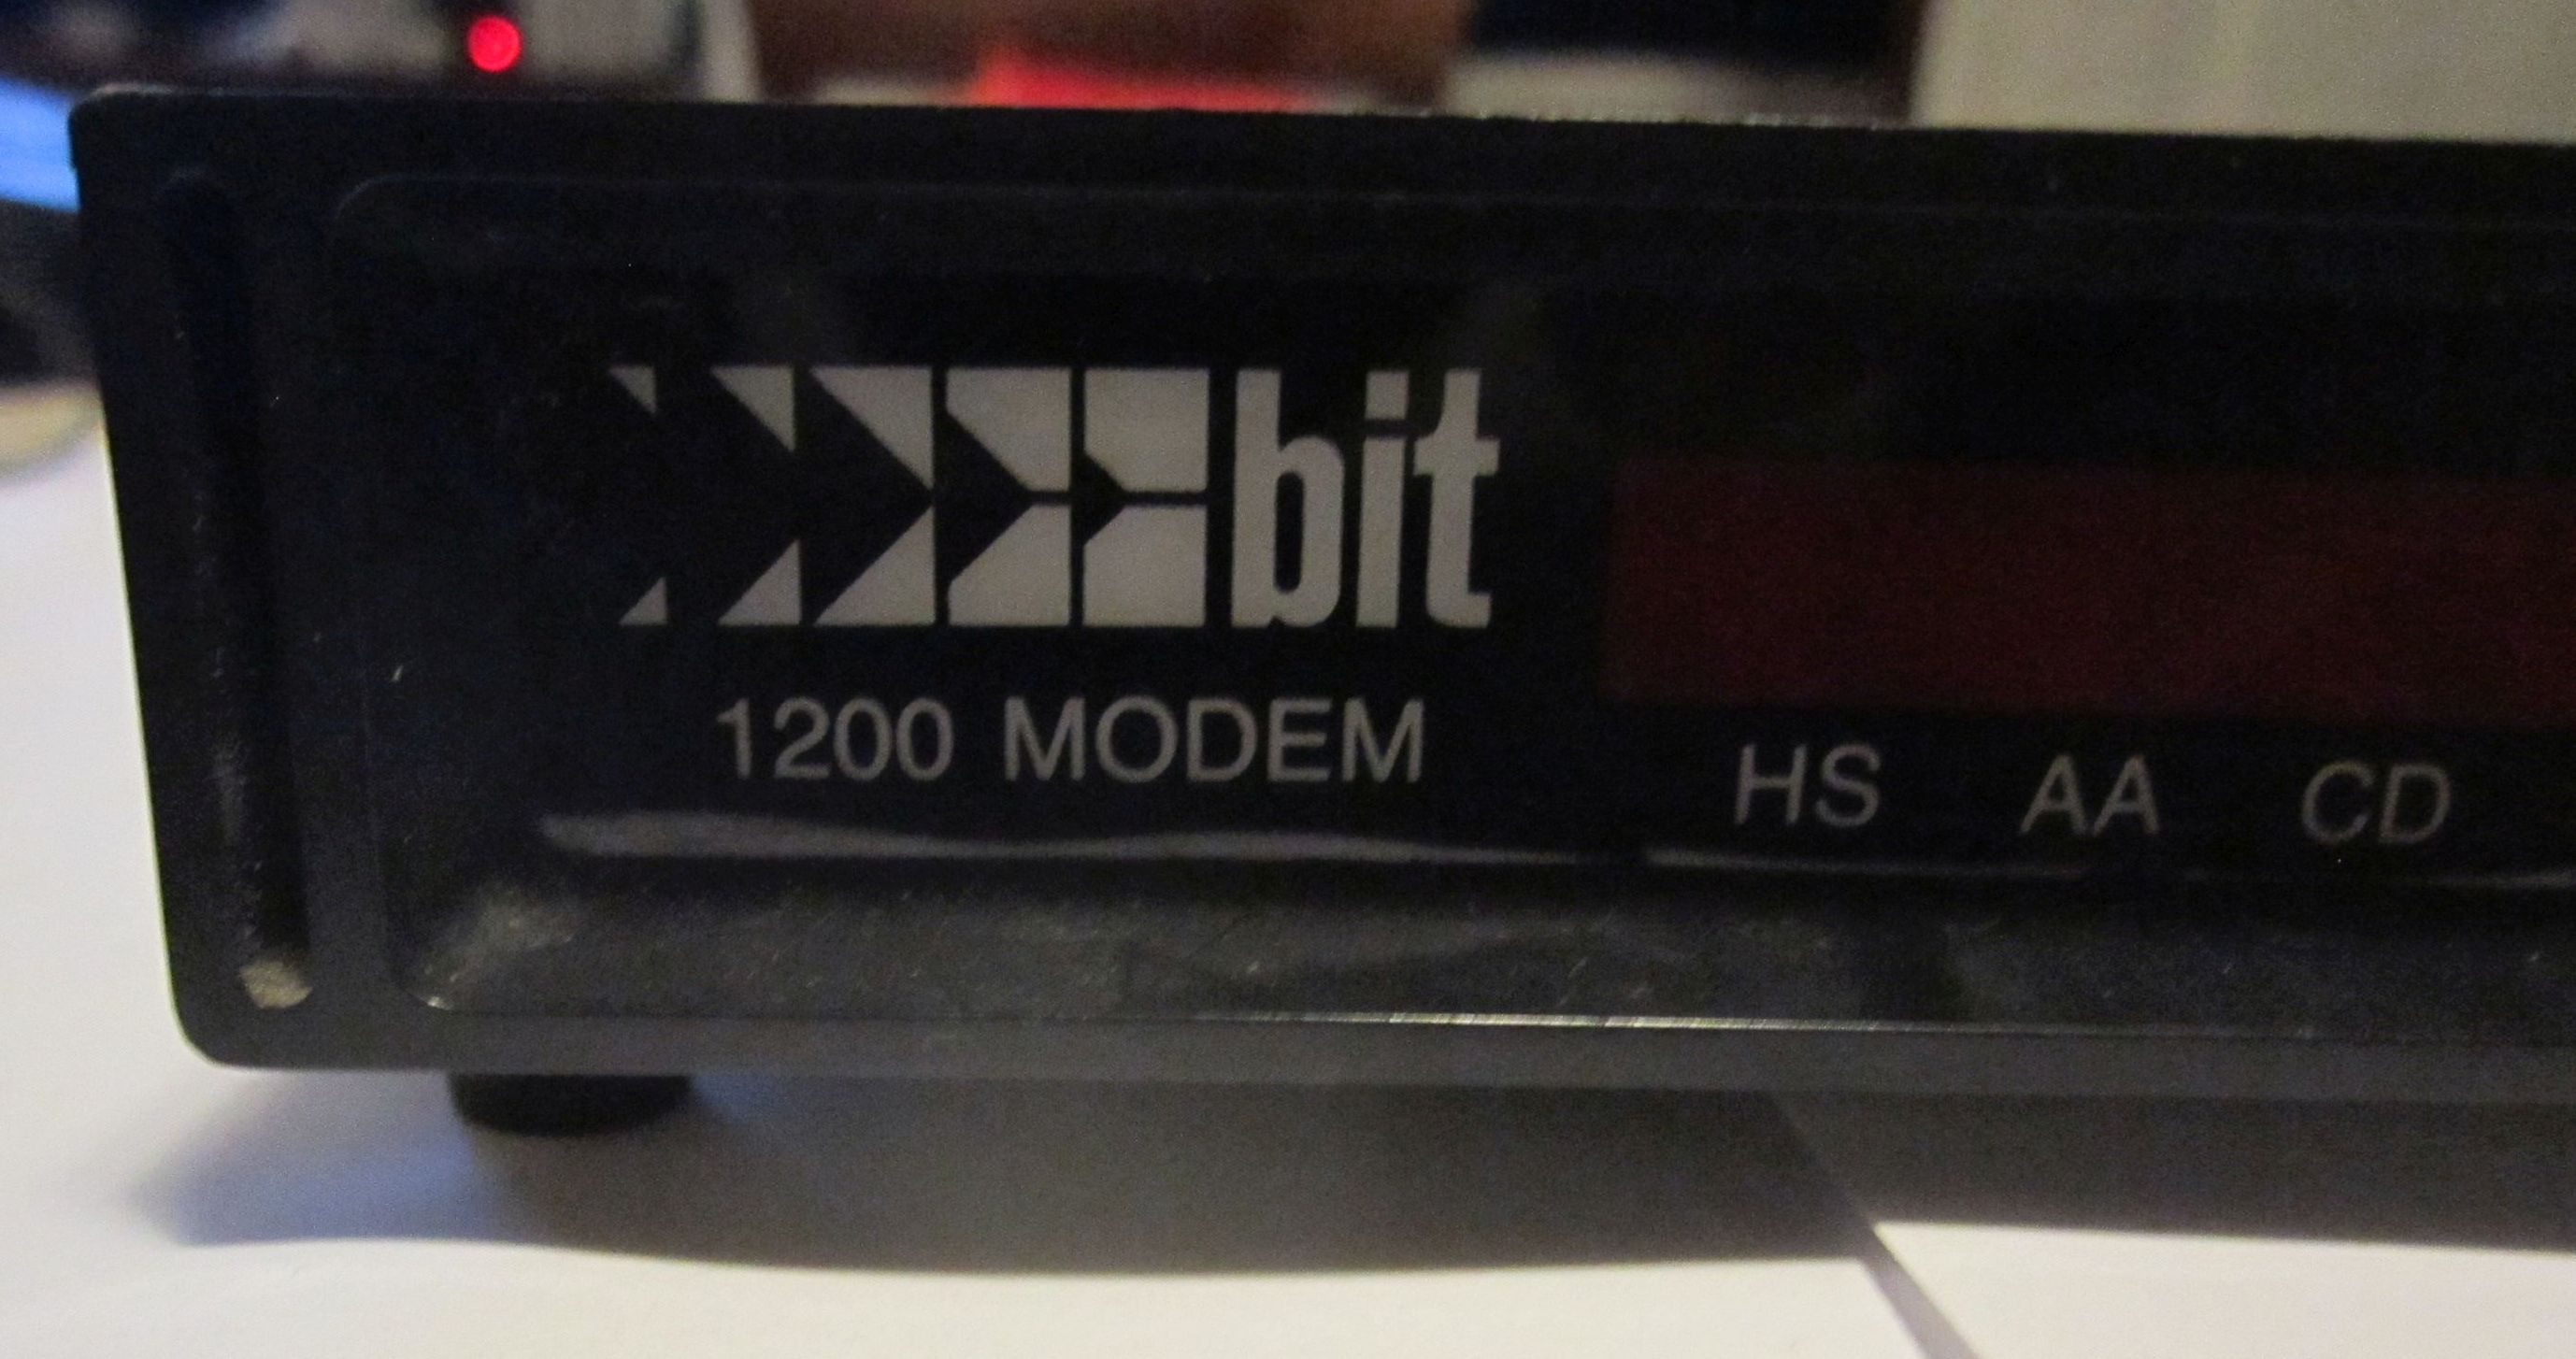 bit
1200 MODEM
HS AA CD